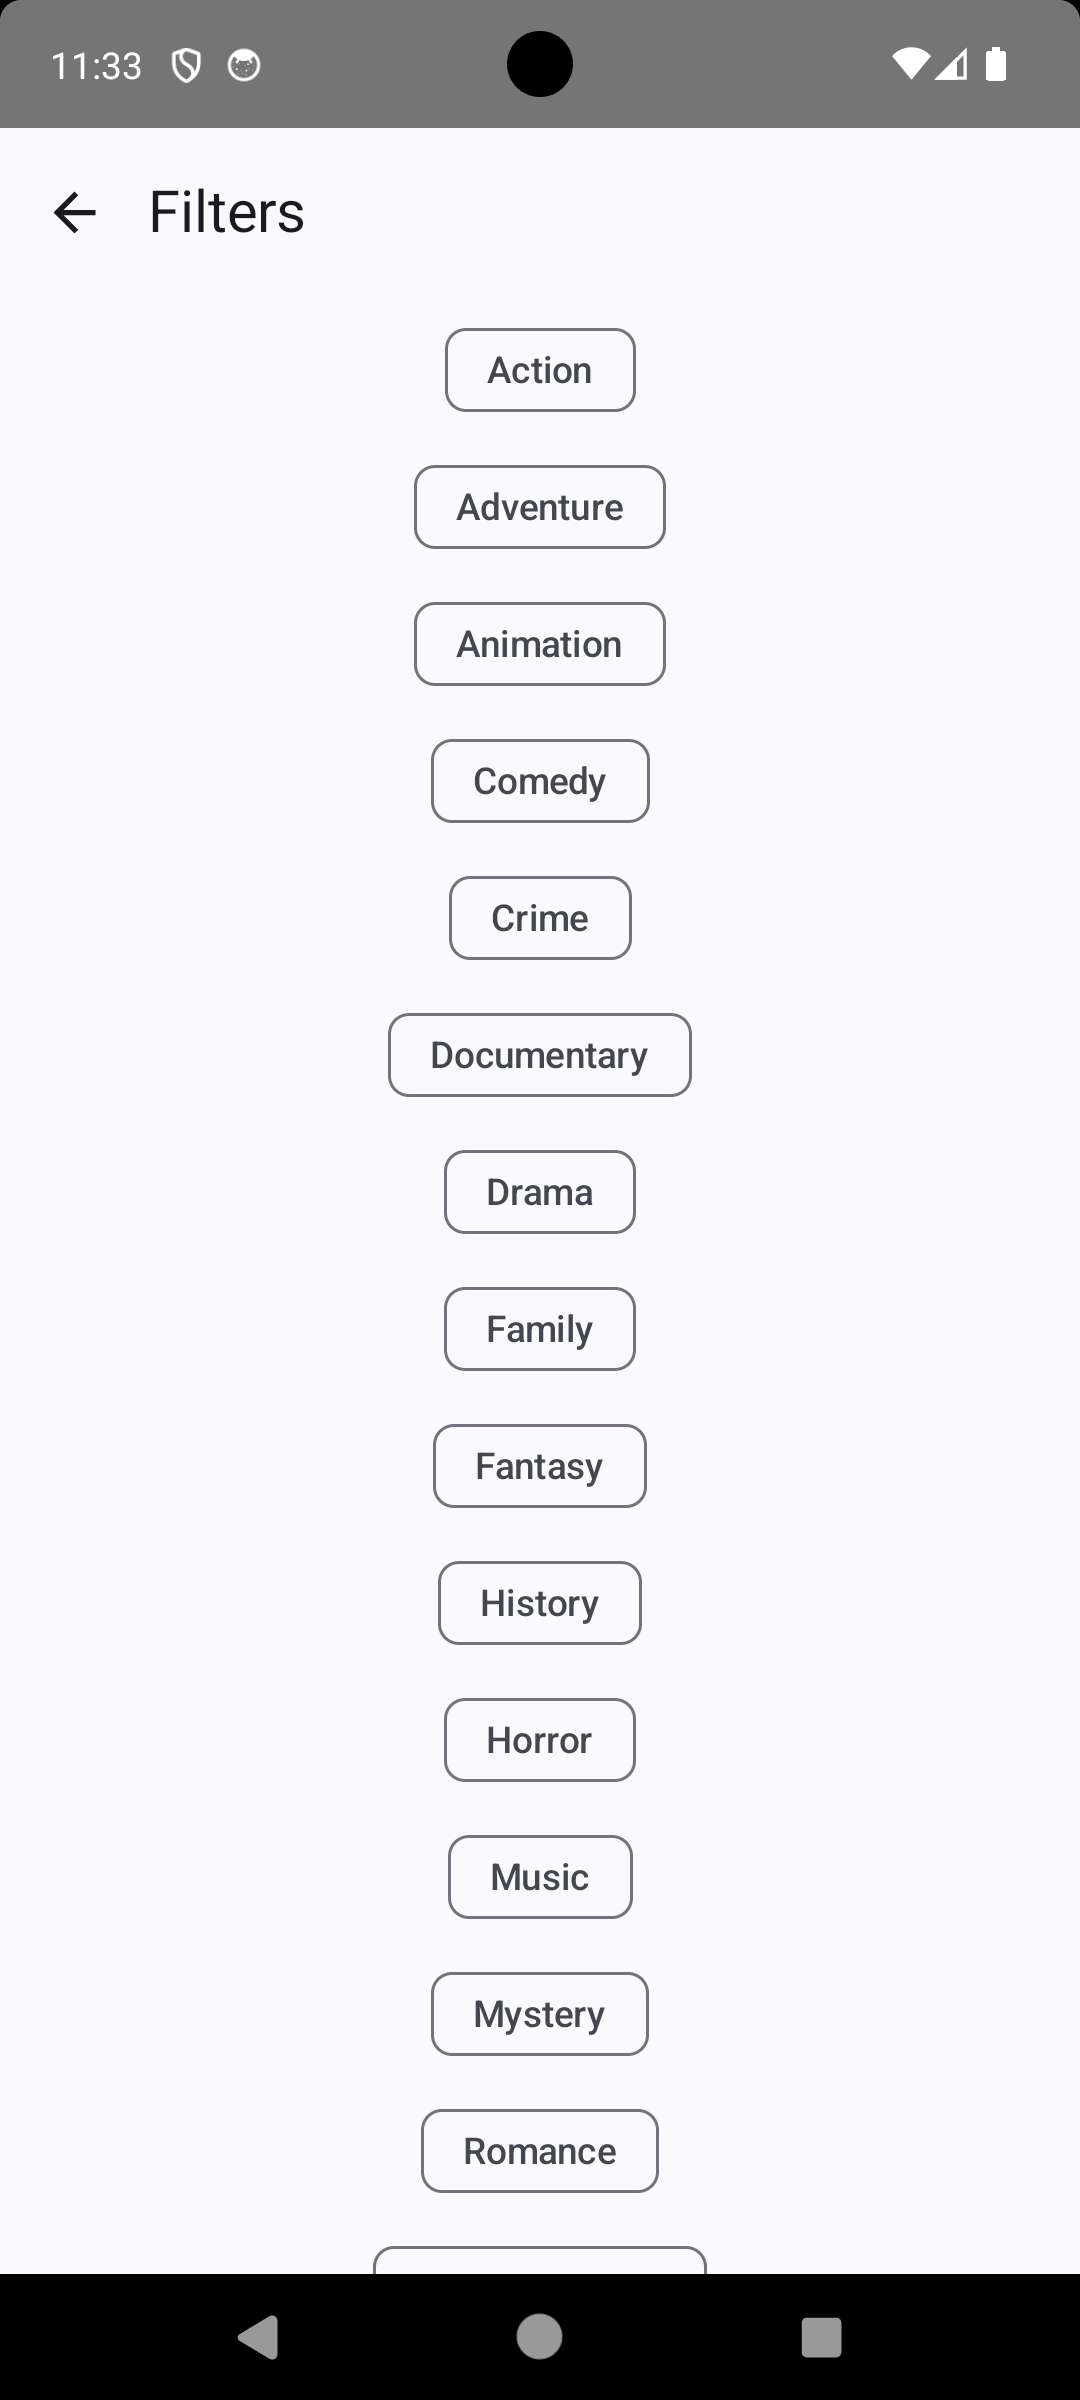 11:33
Filters
Action
Adventure
Animation
Comedy
Crime
Documentary
Drama
Family
Fantasy
History
Horror
Music
Mystery
Romance